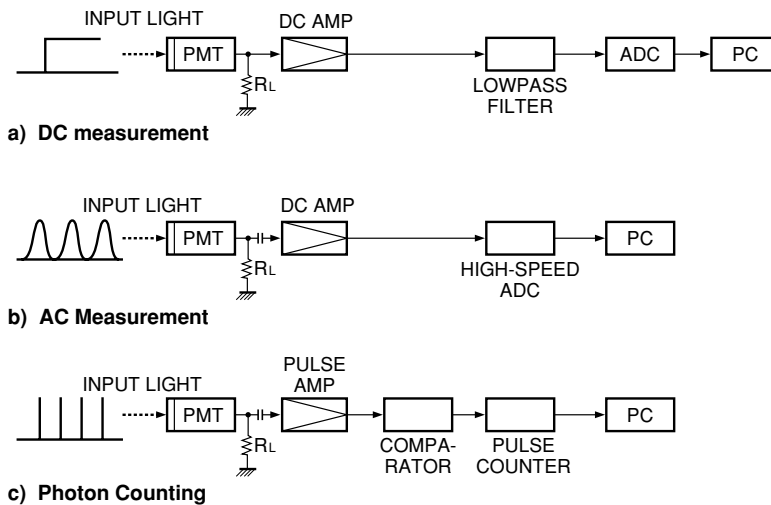 INPUT LIGHT
PMT
RL
DC AMP
LOWPASS
FILTER
ADC
PC
a) DC measurement
INPUT LIGHT
PMT
RL
DC AMP
HIGH-SPEED
ADC
PC
b) AC Measurement
INPUT LIGHT
PMT
RL
PULSE
AMP
COMPA-
RATOR
PULSE
COUNTER
PC
c) Photon Counting